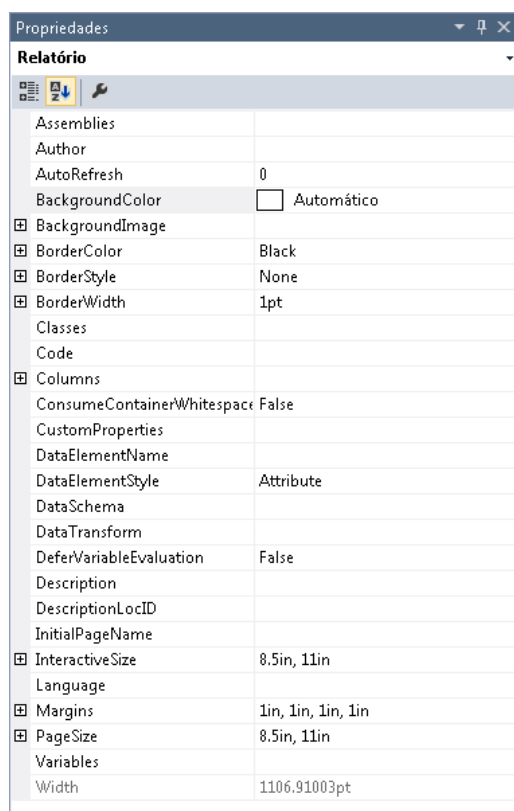 Propriedades
Relatório
Assemblies
Author
AutoRefresh 0
BackgroundColor Automático
BackgroundImage
BorderColor Black
BorderStyle None
BorderWidth 1pt
Classes
Code
Columns
ConsumeContainerWhitespace False
CustomProperties
DataElementName
DataElementStyle Attribute
DataSchema
DataTransform
DeferVariableEvaluation False
Description
DescriptionLocID
InitialPageName
InteractiveSize 8.5in, 11in
Language
Margins 1in, 1in, 1in, 1in
PageSize 8.5in, 11in
Variables
Width 1106.91003pt